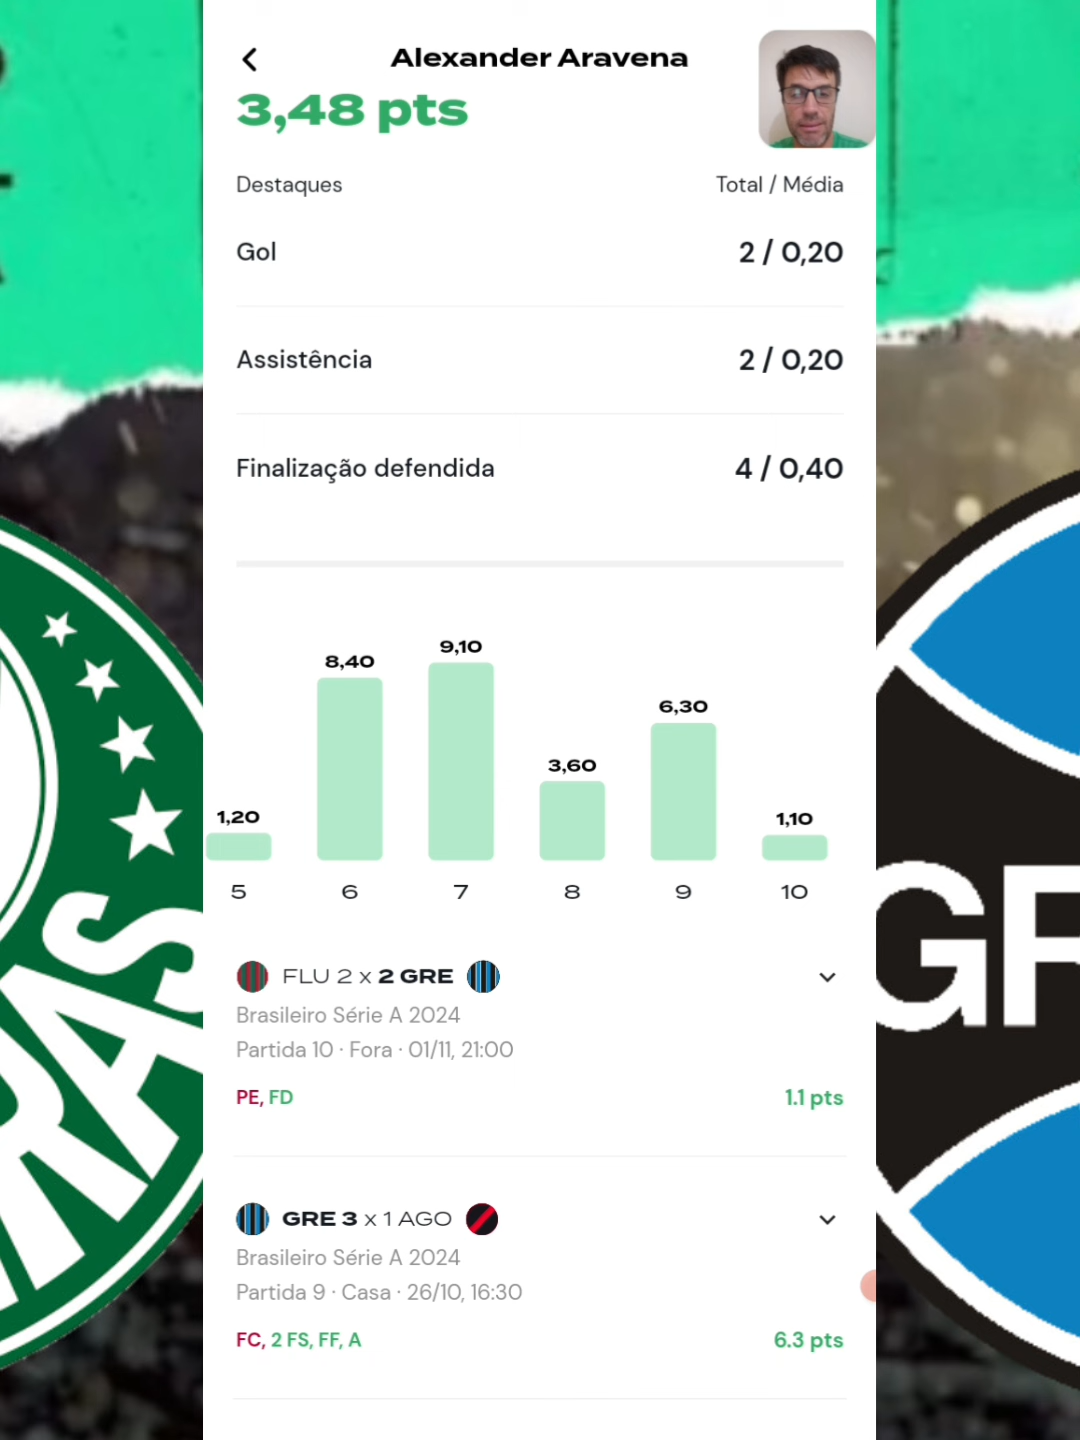 Alexander Aravena
3,48 pts
Destaques Total / Média
Gol 2 / 0,20
Assistência 2 / 0,20
Finalização defendida 4 / 0,40
1,20 8,40 9,10 3,60 6,30 1,10
5 6 7 8 9 10
FLU 2 x 2 GRE
Brasileiro Série A 2024
Partida 10 · Fora · 01/11, 21:00
PE, FD 1.1 pts
GRE 3 x 1 AGO
Brasileiro Série A 2024
Partida 9 · Casa · 26/10, 16:30
FC, 2 FS, FF, A 6.3 pts
RAS
GR